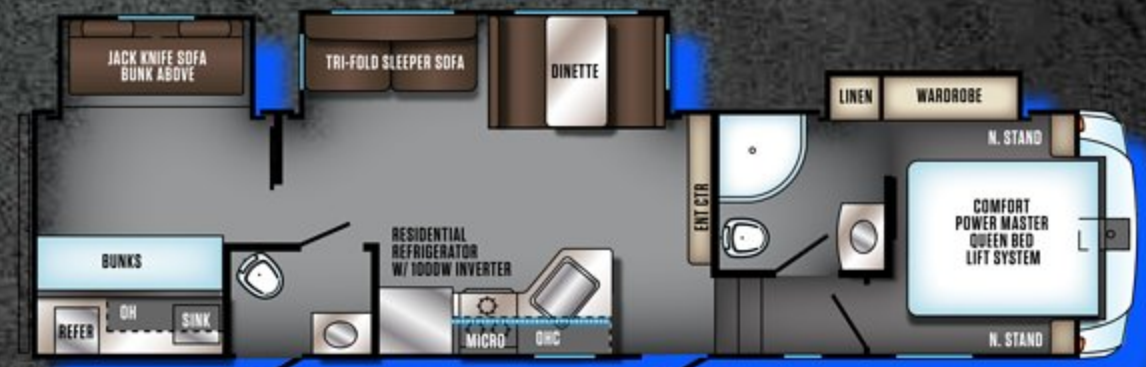 JACK KNIFE SOFA
BUNK ABOVE
TRI-FOLD SLEEPER SOFA
DINETTE
LINEN
WARDROBE
N. STAND
ENT CTR
COMFORT
POWER MASTER
QUEEN BED
LIFT SYSTEM
RESIDENTIAL
REFRIGERATOR
W/ 1000W INVERTER
BUNKS
REFER
OH
SINK
MICRO
OHC
N. STAND